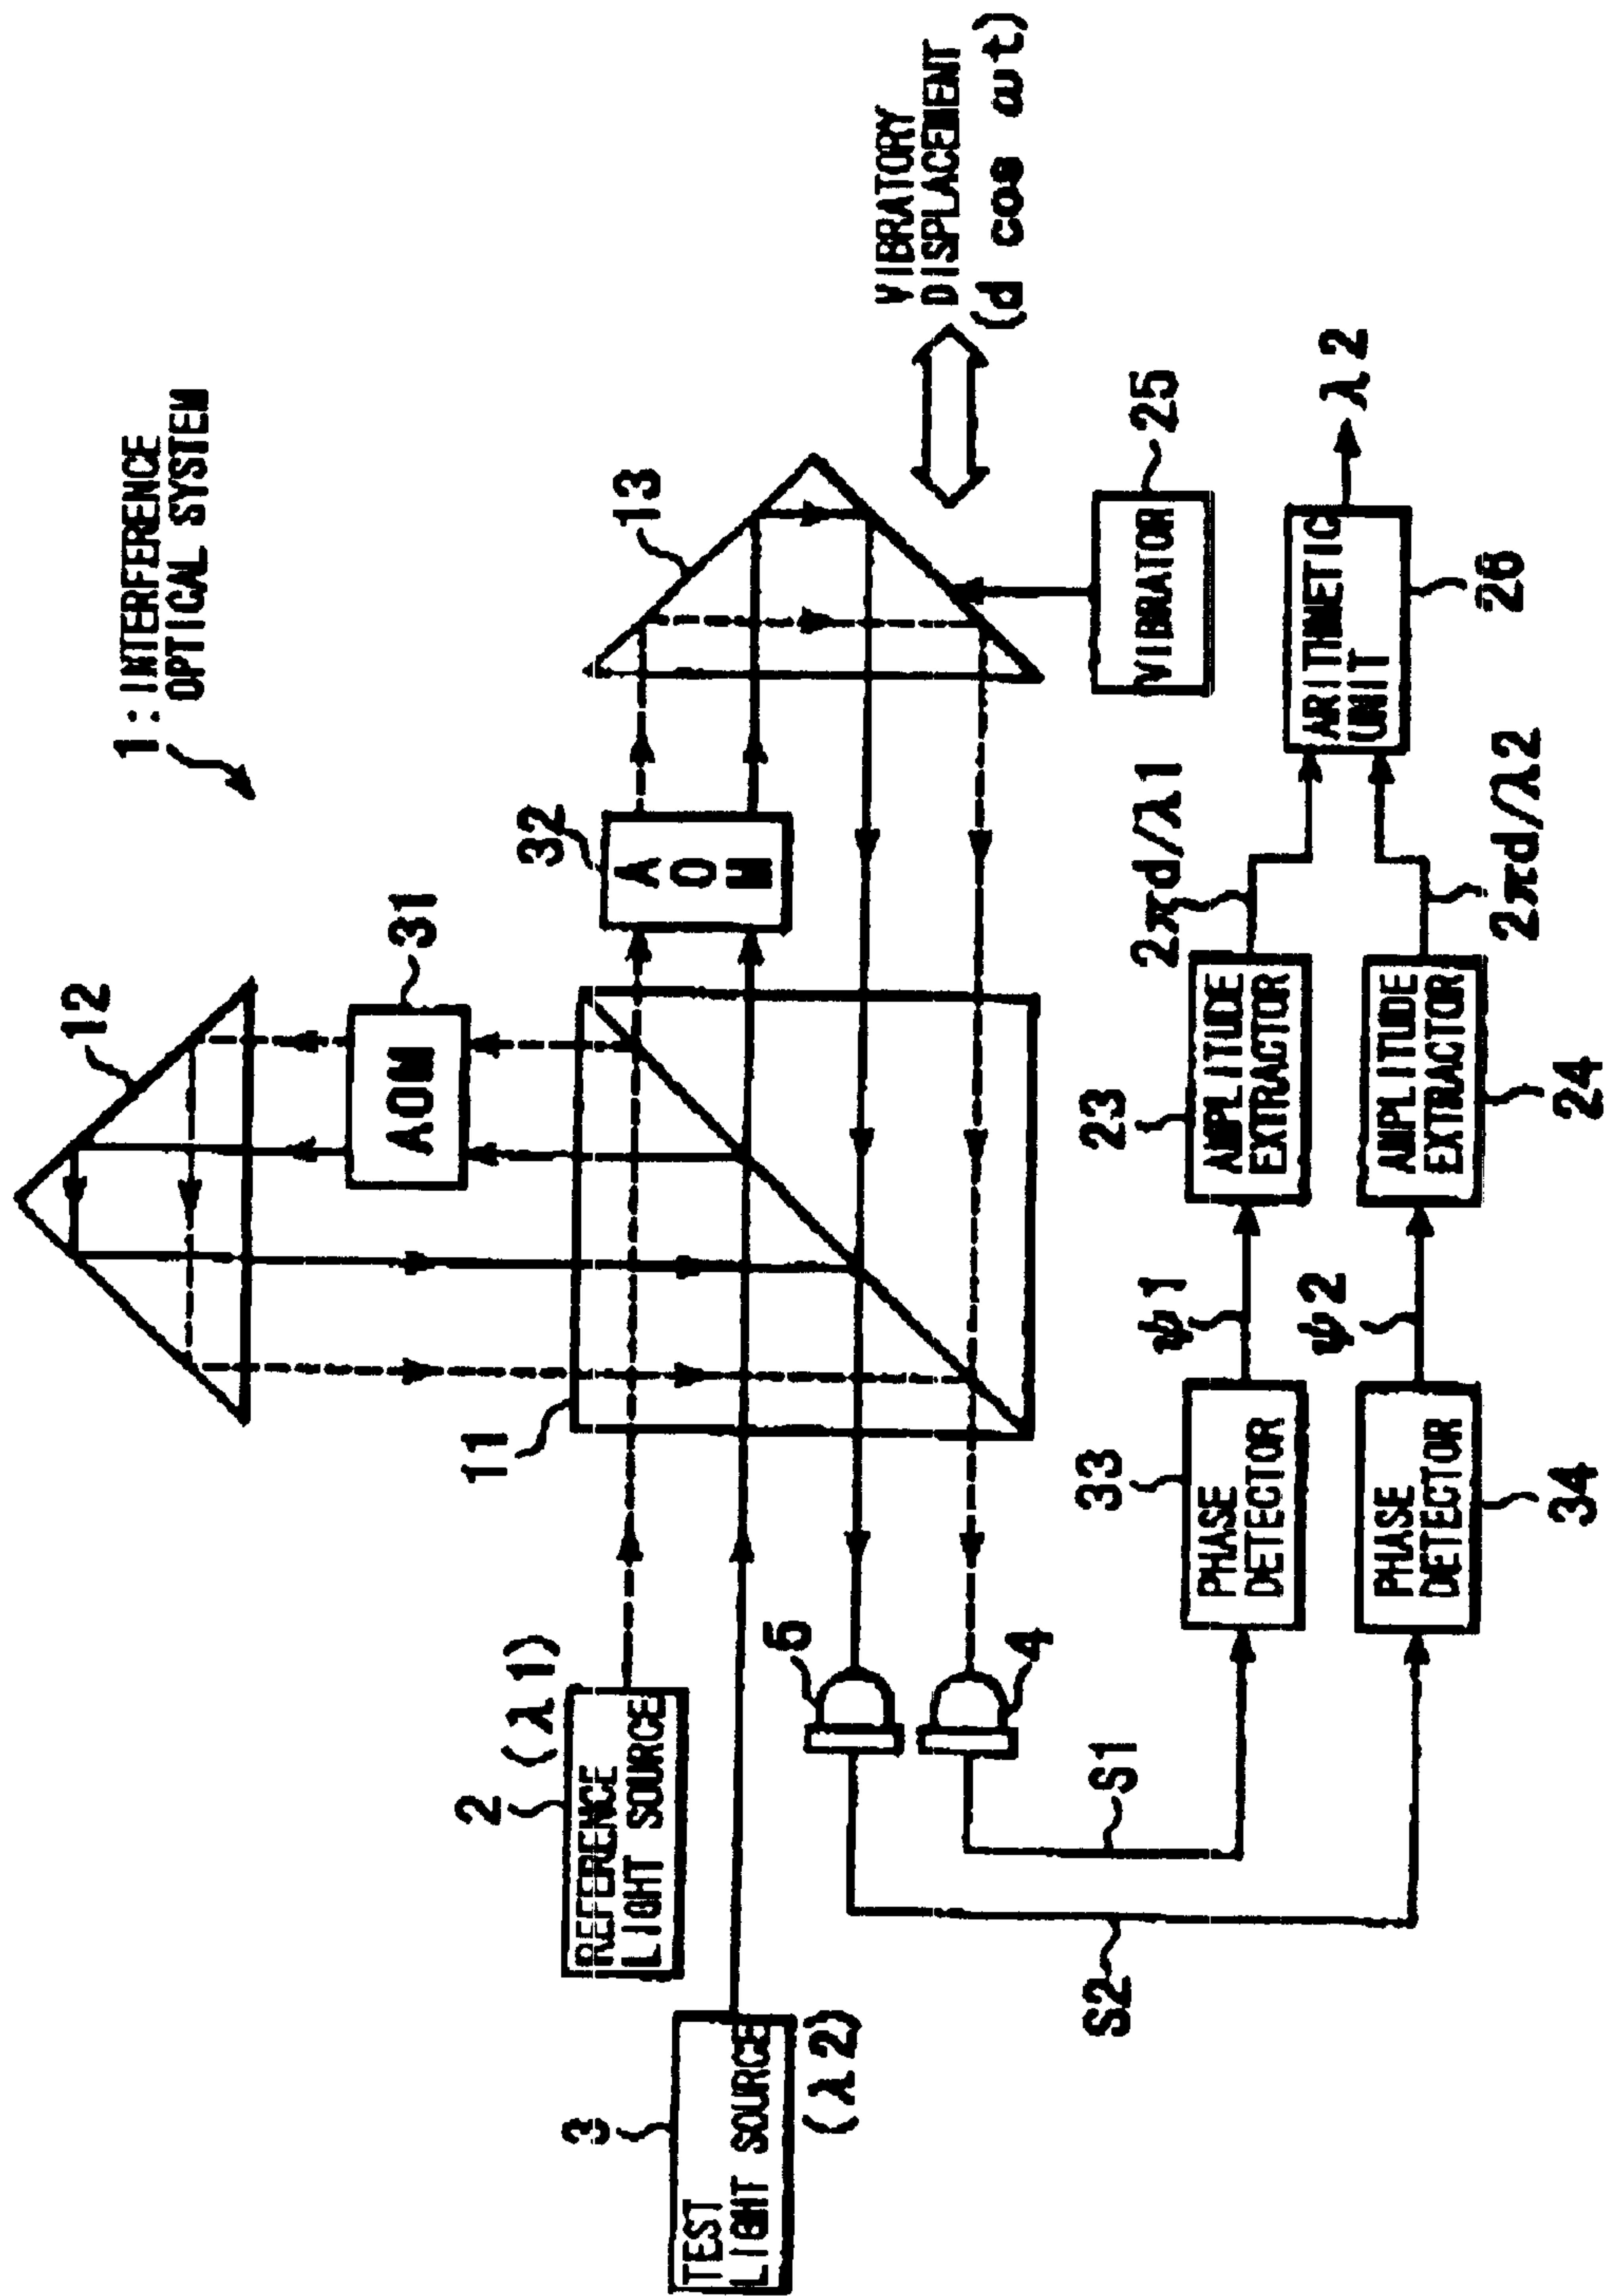 1: INTERFERENCE
OPTICAL SYSTEM
12
31
AOM
32
AOM
13
VIBRATORY
DISPLACEMENT
(d cos ωt)
11
2
(λ1)
REFERENCE
LIGHT SOURCE
3
TEST
LIGHT SOURCE
(λ2)
5
4
25
VIBRATOR
S1
S2
33
PHASE
DETECTOR
ψ1
23
AMPLITUDE
EXTRACTOR
2πd/λ1
ARITHMETIC
UNIT
λ2
26
PHASE
DETECTOR
34
ψ2
AMPLITUDE
EXTRACTOR
24
2πd/λ2